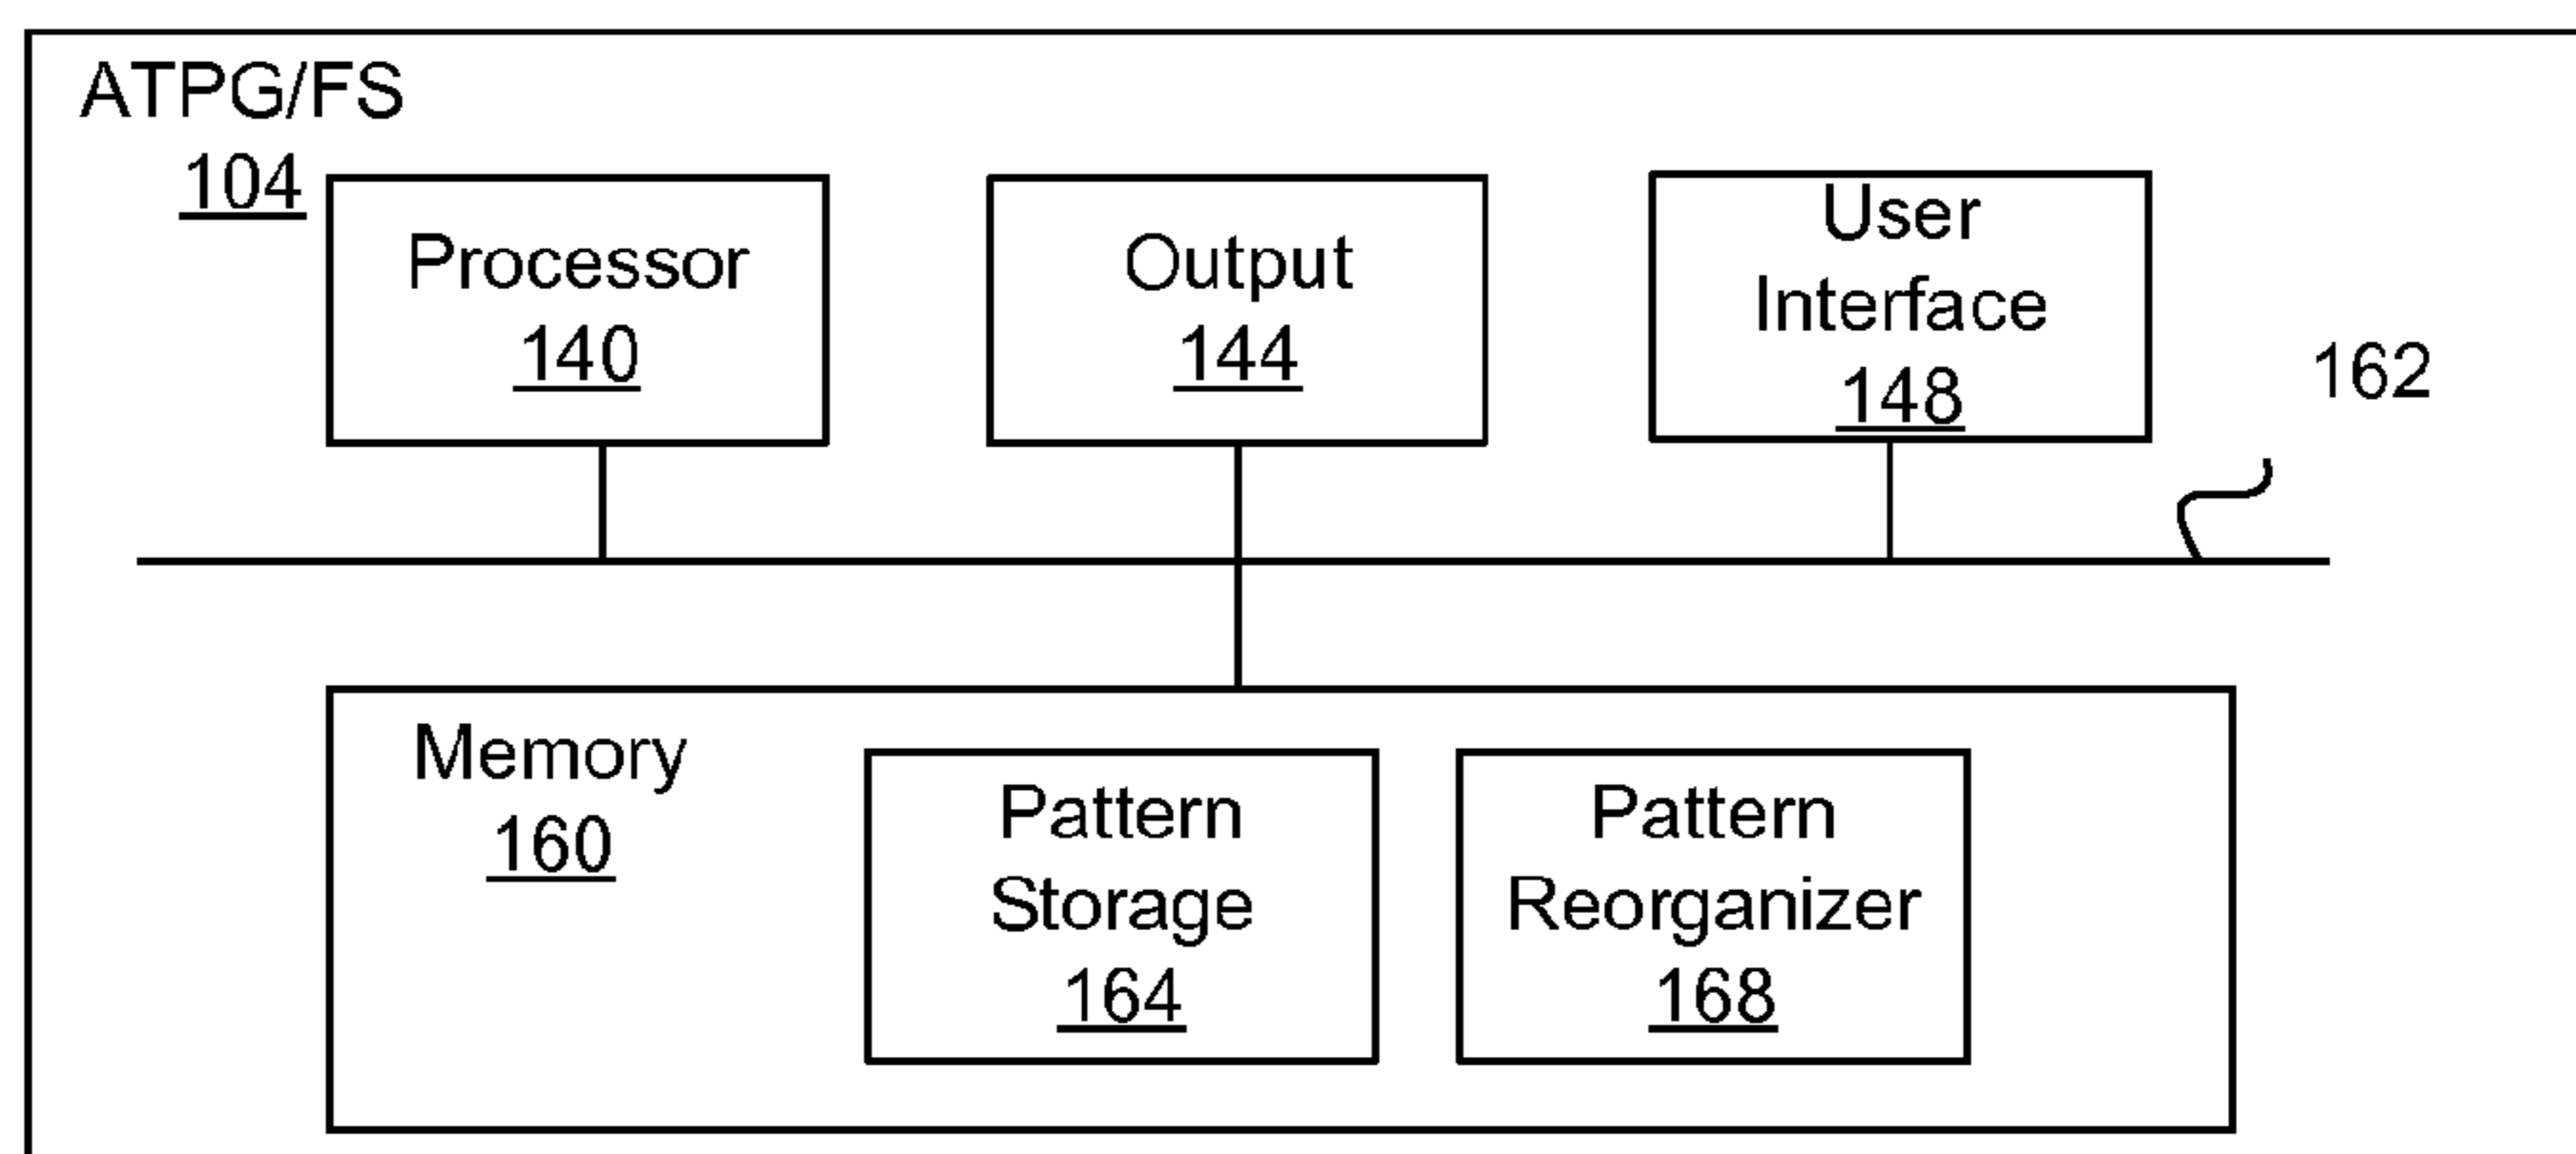 ATPG/FS
104
Processor
140
Output
144
User
Interface
148
162
Memory
160
Pattern
Storage
164
Pattern
Reorganizer
168